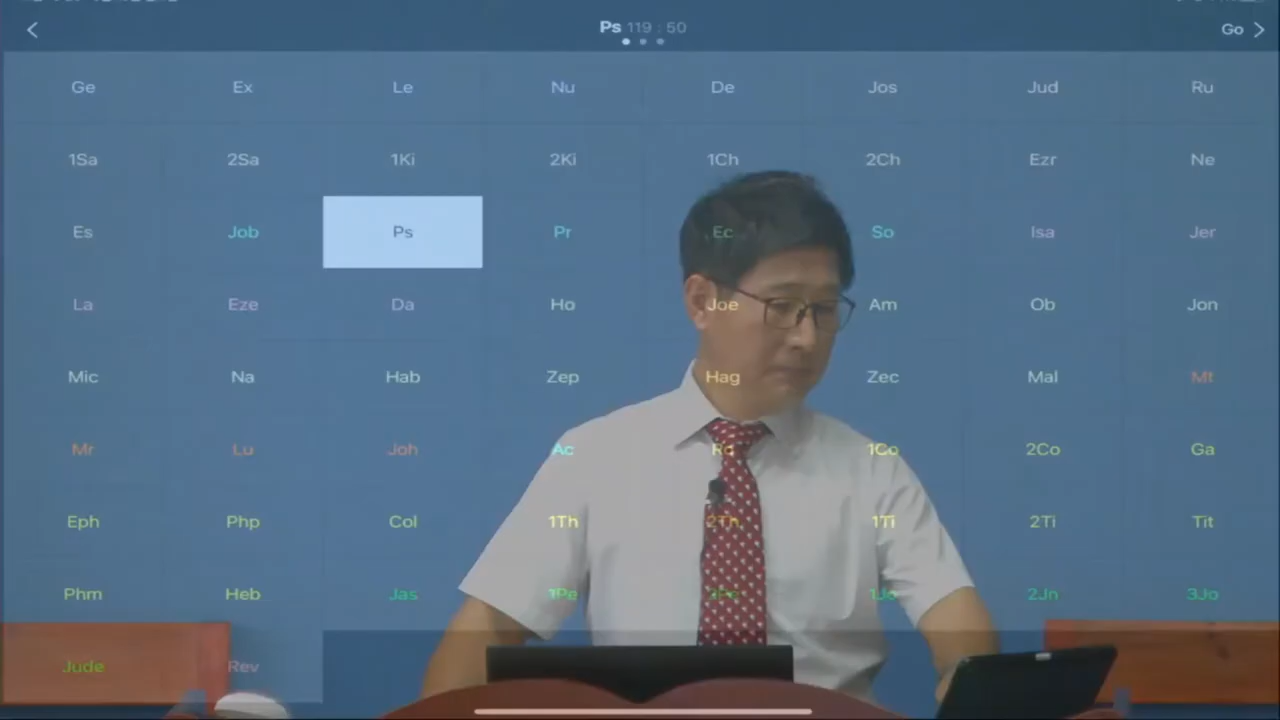 Ps 119 : 50
Go
Ge Ex Le Nu De Jos Jud Ru
1Sa 2Sa 1Ki 2Ki 1Ch 2Ch Ezr Ne
Es Job Ps Pr Ec So Isa Jer
La Eze Da Ho Joe Am Ob Jon
Mic Na Hab Zep Hag Zec Mal Mt
Mr Lu Joh Ac Ro 1Co 2Co Ga
Eph Php Col 1Th 2Th 1Ti 2Ti Tit
Phm Heb Jas 1Pe 2Pe 1Jo 2Jn 3Jo
Jude Rev